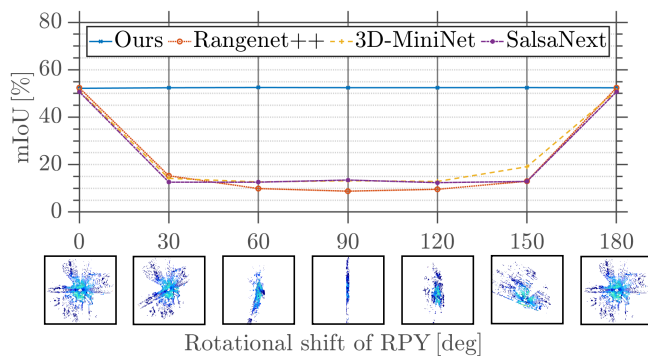 80
Ours Rangenet++ 3D-MiniNet SalsaNext
60
40
20
0
mIoU [%]
0 30 60 90 120 150 180
Rotational shift of RPY [deg]